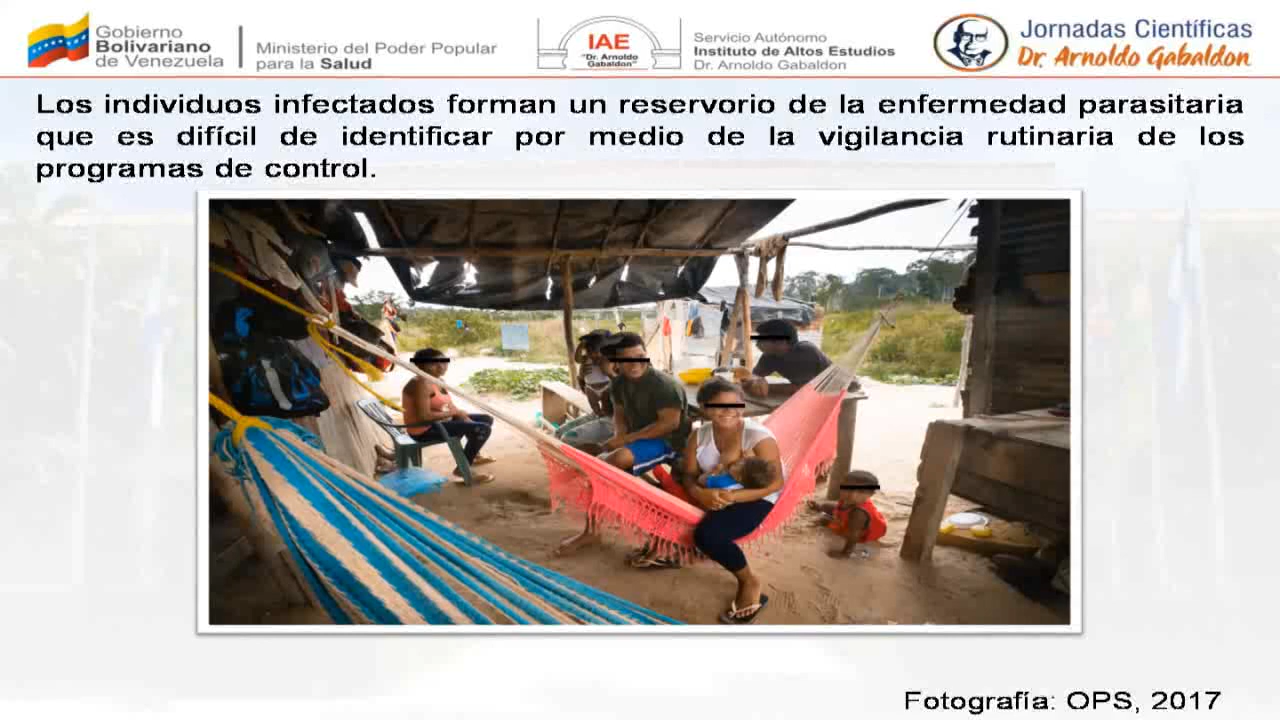 Gobierno
Bolivariano
de Venezuela
Ministerio del Poder Popular
para la Salud
IAE
"Dr. Arnoldo
Gabaldon"
Servicio Autónomo
Instituto de Altos Estudios
Dr. Arnoldo Gabaldon
Jornadas Científicas
Dr. Arnoldo Gabaldon
Los individuos infectados forman un reservorio de la enfermedad parasitaria
que es difícil de identificar por medio de la vigilancia rutinaria de los
programas de control.
Fotografía: OPS, 2017